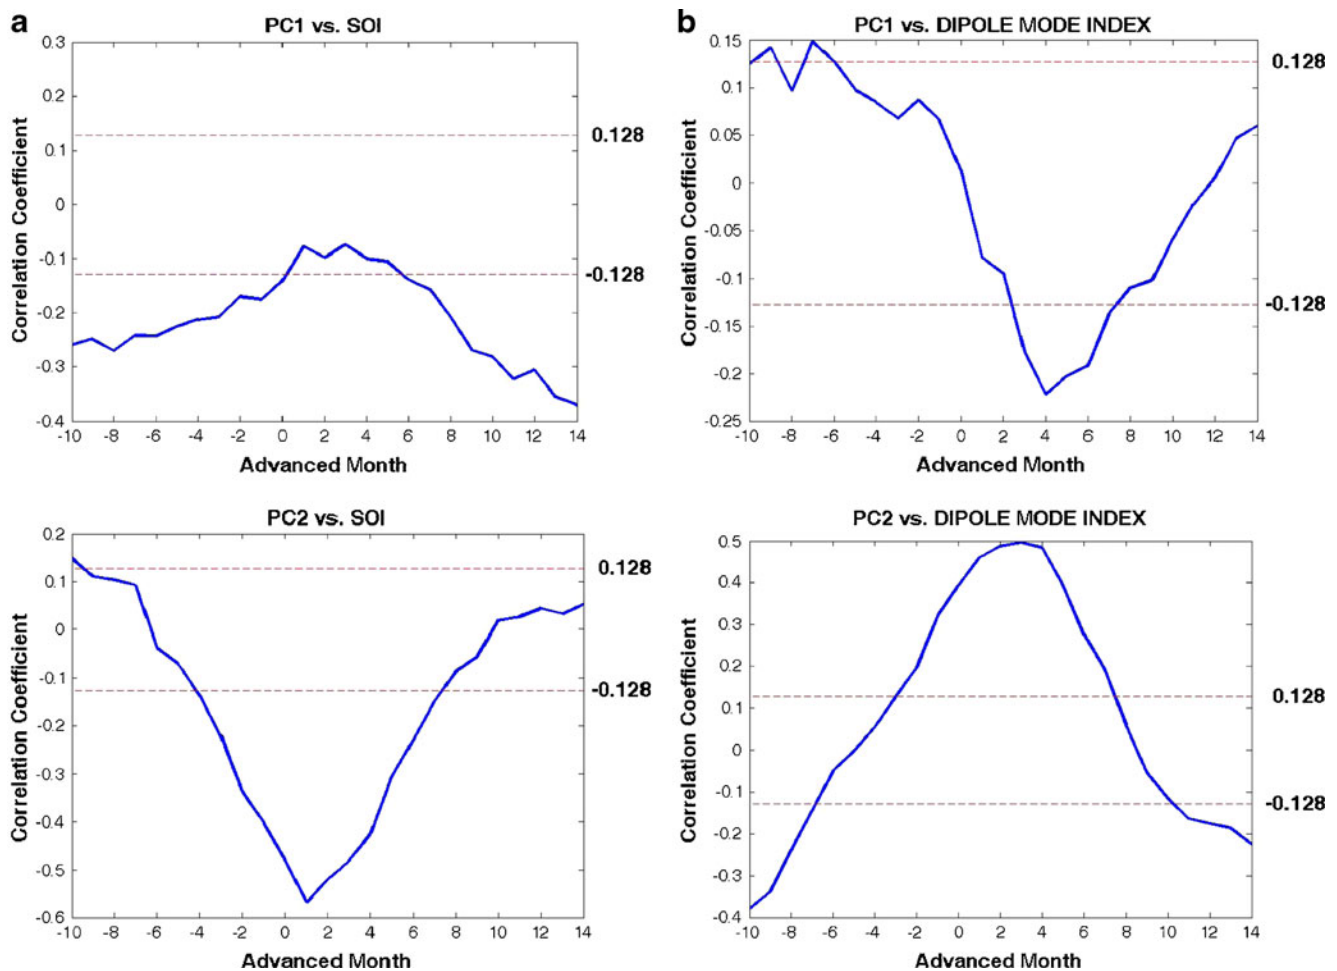 a
PC1 vs. SOI
0.3
0.2
0.1
0
-0.1
-0.2
-0.3
-0.4
0.128
-0.128
Correlation Coefficient
-10 -8 -6 -4 -2 0 2 4 6 8 10 12 14
Advanced Month
b
PC1 vs. DIPOLE MODE INDEX
0.15
0.1
0.05
0
-0.05
-0.1
-0.15
-0.2
-0.25
0.128
-0.128
Correlation Coefficient
-10 -8 -6 -4 -2 0 2 4 6 8 10 12 14
Advanced Month
PC2 vs. SOI
0.2
0.1
0
-0.1
-0.2
-0.3
-0.4
-0.5
-0.6
0.128
-0.128
Correlation Coefficient
-10 -8 -6 -4 -2 0 2 4 6 8 10 12 14
Advanced Month
PC2 vs. DIPOLE MODE INDEX
0.5
0.4
0.3
0.2
0.1
0
-0.1
-0.2
-0.3
-0.4
0.128
-0.128
Correlation Coefficient
-10 -8 -6 -4 -2 0 2 4 6 8 10 12 14
Advanced Month